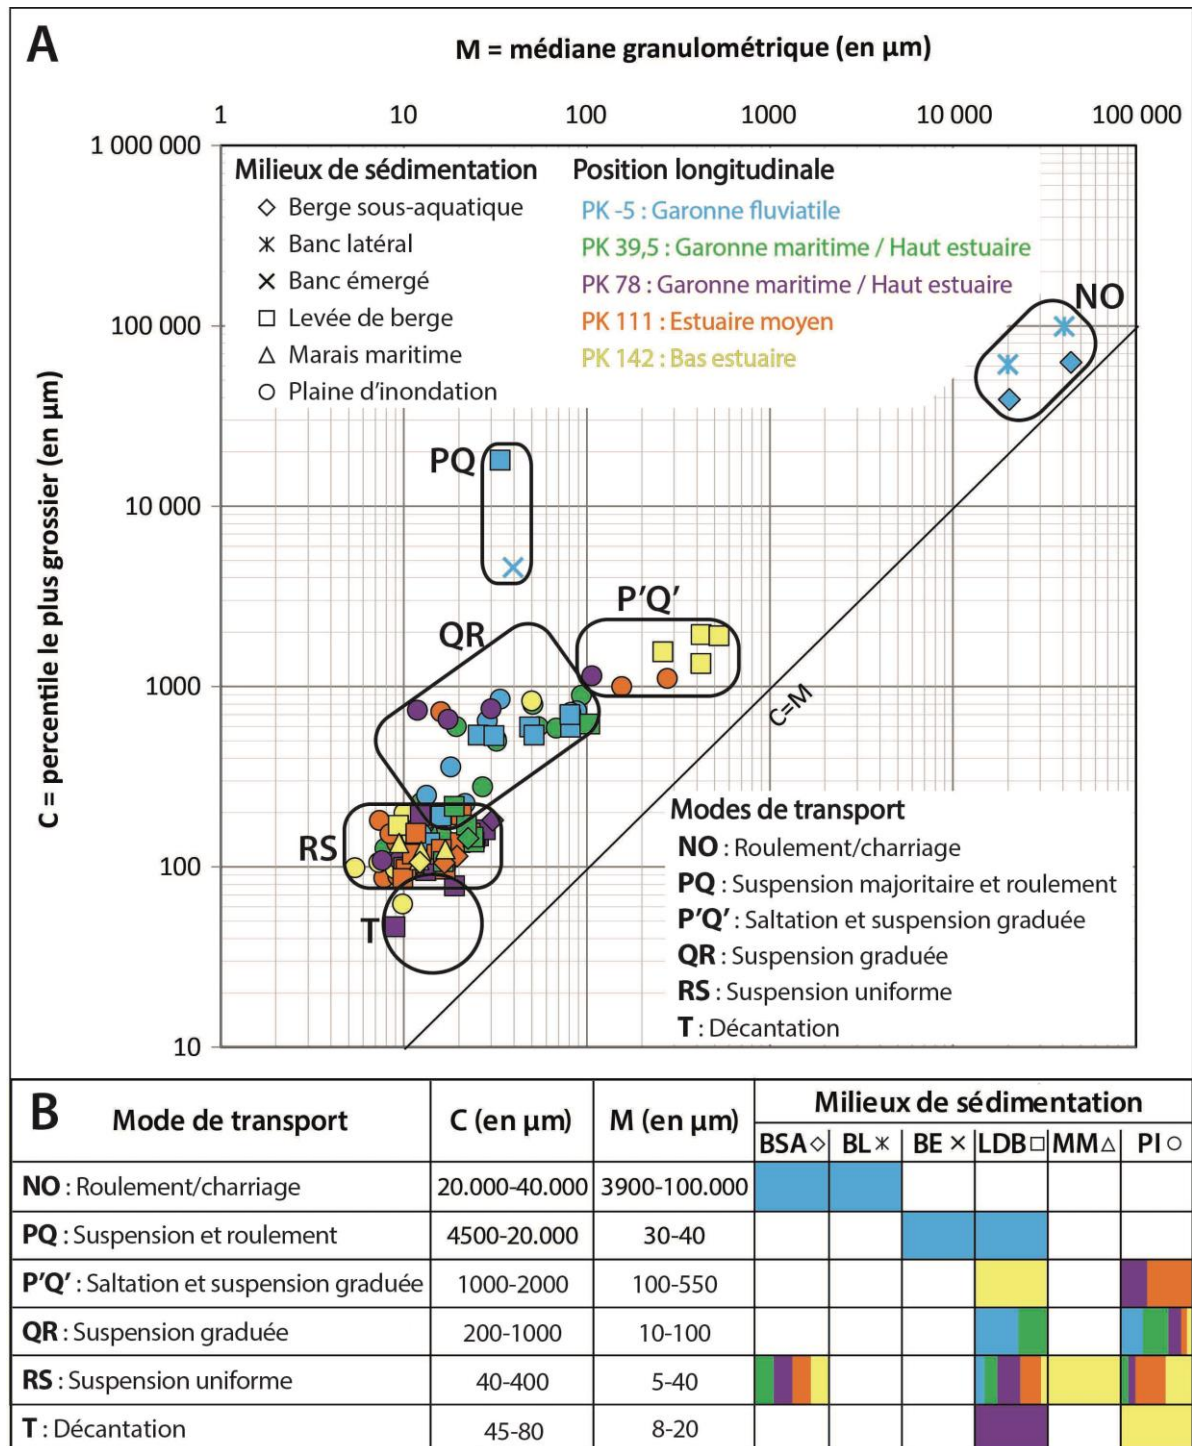 A
M = médiane granulométrique (en µm)
1 10 100 1000 10 000 100 000
1 000 000
100 000
10 000
1000
100
10
C = percentile le plus grossier (en µm)
Milieux de sédimentation
Berge sous-aquatique
Banc latéral
Banc émergé
Levée de berge
Marais maritime
Plaine d'inondation
Position longitudinale
PK -5 : Garonne fluviatile
PK 39,5 : Garonne maritime / Haut estuaire
PK 78 : Garonne maritime / Haut estuaire
PK 111 : Estuaire moyen
PK 142 : Bas estuaire
NO
PQ
P'Q'
QR
C=M
RS
T
Modes de transport
NO : Roulement/charriage
PQ : Suspension majoritaire et roulement
P'Q' : Saltation et suspension graduée
QR : Suspension graduée
RS : Suspension uniforme
T : Décantation
B Mode de transport C (en µm) M (en µm) Milieux de sédimentation
BSA BL BE LDB MM PI
NO : Roulement/charriage 20.000-40.000 3900-100.000
PQ : Suspension et roulement 4500-20.000 30-40
P'Q' : Saltation et suspension graduée 1000-2000 100-550
QR : Suspension graduée 200-1000 10-100
RS : Suspension uniforme 40-400 5-40
T : Décantation 45-80 8-20